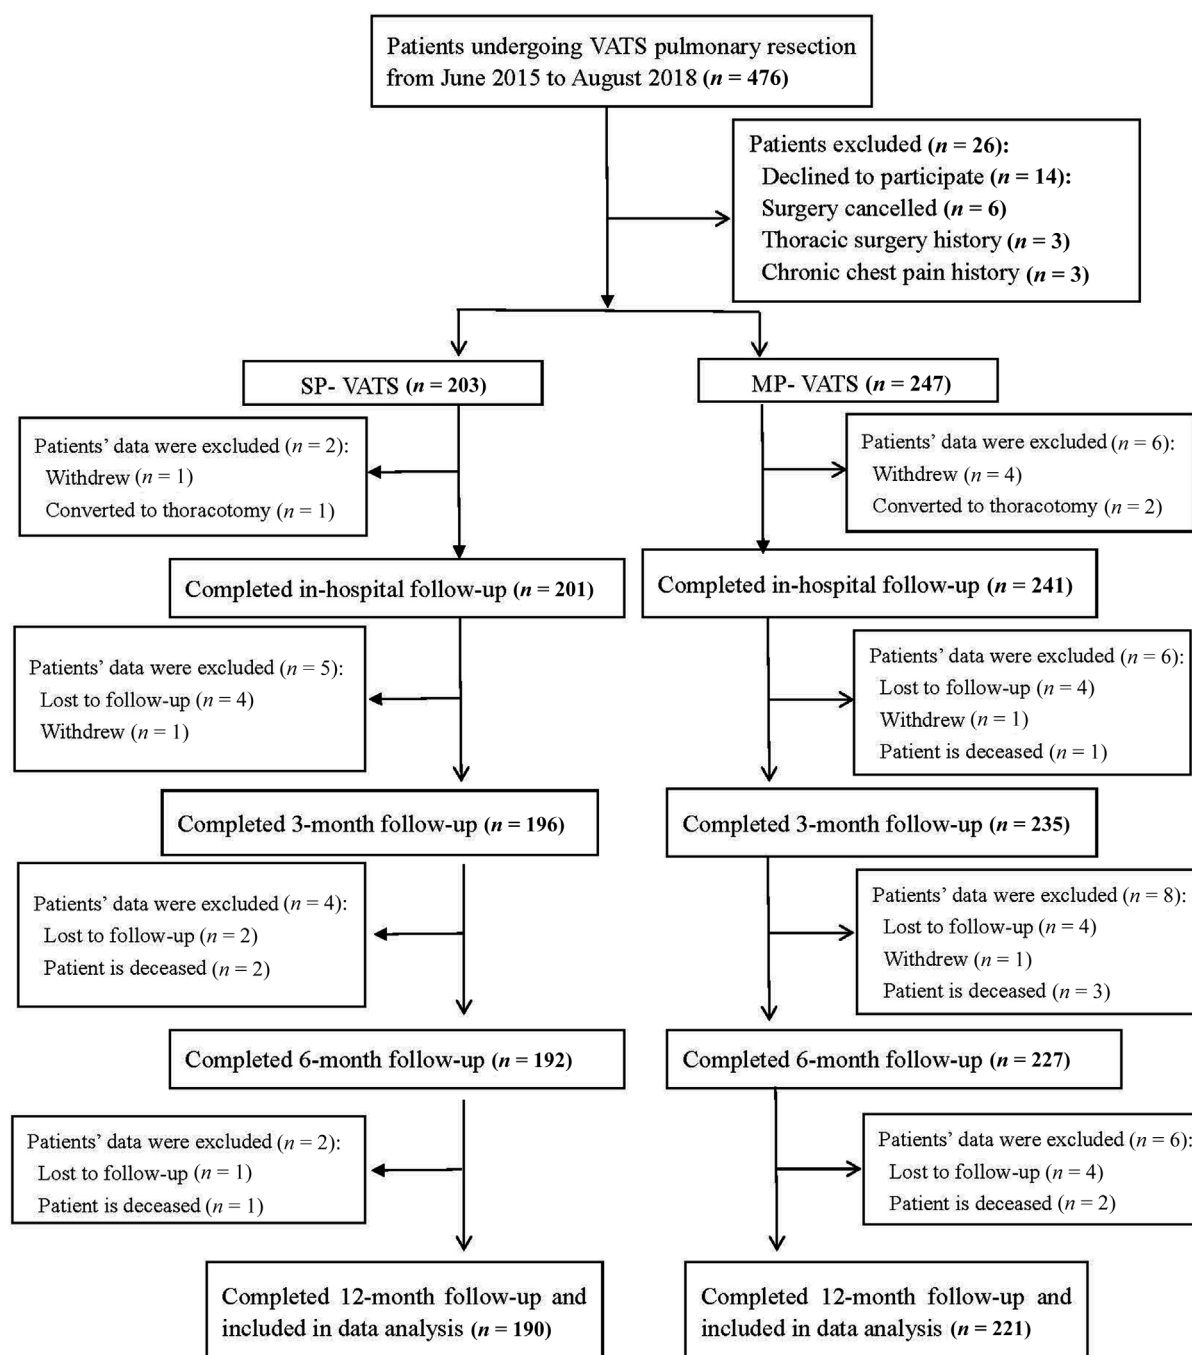 Patients undergoing VATS pulmonary resection
from June 2015 to August 2018 (n = 476)
Patients excluded (n = 26):
Declined to participate (n = 14):
Surgery cancelled (n = 6)
Thoracic surgery history (n = 3)
Chronic chest pain history (n = 3)
SP- VATS (n = 203)
MP- VATS (n = 247)
Patients’ data were excluded (n = 2):
Withdrew (n = 1)
Converted to thoracotomy (n = 1)
Patients’ data were excluded (n = 6):
Withdrew (n = 4)
Converted to thoracotomy (n = 2)
Completed in-hospital follow-up (n = 201)
Completed in-hospital follow-up (n = 241)
Patients’ data were excluded (n = 5):
Lost to follow-up (n = 4)
Withdrew (n = 1)
Patients’ data were excluded (n = 6):
Lost to follow-up (n = 4)
Withdrew (n = 1)
Patient is deceased (n = 1)
Completed 3-month follow-up (n = 196)
Completed 3-month follow-up (n = 235)
Patients’ data were excluded (n = 4):
Lost to follow-up (n = 2)
Patient is deceased (n = 2)
Patients’ data were excluded (n = 8):
Lost to follow-up (n = 4)
Withdrew (n = 1)
Patient is deceased (n = 3)
Completed 6-month follow-up (n = 192)
Completed 6-month follow-up (n = 227)
Patients’ data were excluded (n = 2):
Lost to follow-up (n = 1)
Patient is deceased (n = 1)
Patients’ data were excluded (n = 6):
Lost to follow-up (n = 4)
Patient is deceased (n = 2)
Completed 12-month follow-up and
included in data analysis (n = 190)
Completed 12-month follow-up and
included in data analysis (n = 221)